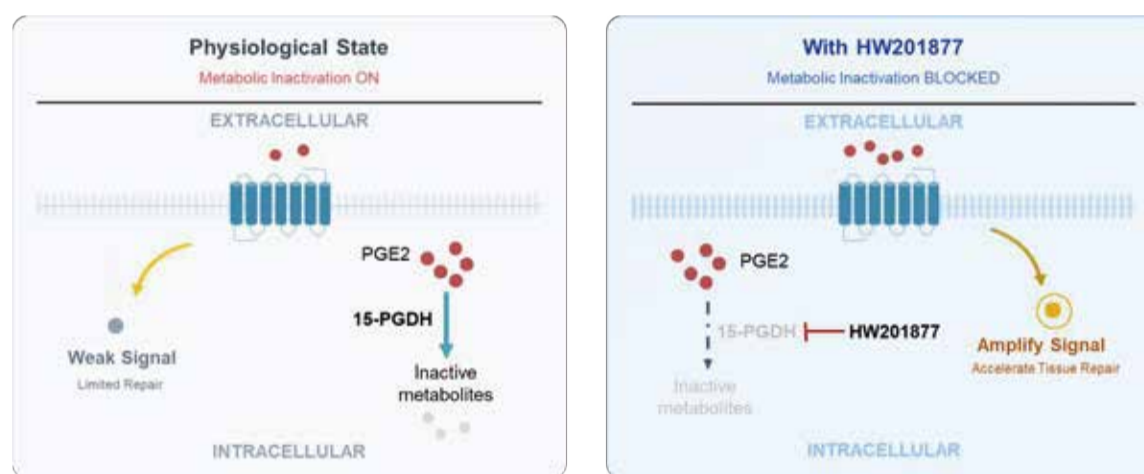 Physiological State
Metabolic Inactivation ON
EXTRACELLULAR
PGE2
15-PGDH
Weak Signal
Limited Repair
Inactive
metabolites
INTRACELLULAR
With HW201877
Metabolic Inactivation BLOCKED
EXTRACELLULAR
PGE2
15-PGDH
HW201877
Amplify Signal
Accelerate Tissue Repair
Inactive
metabolites
INTRACELLULAR